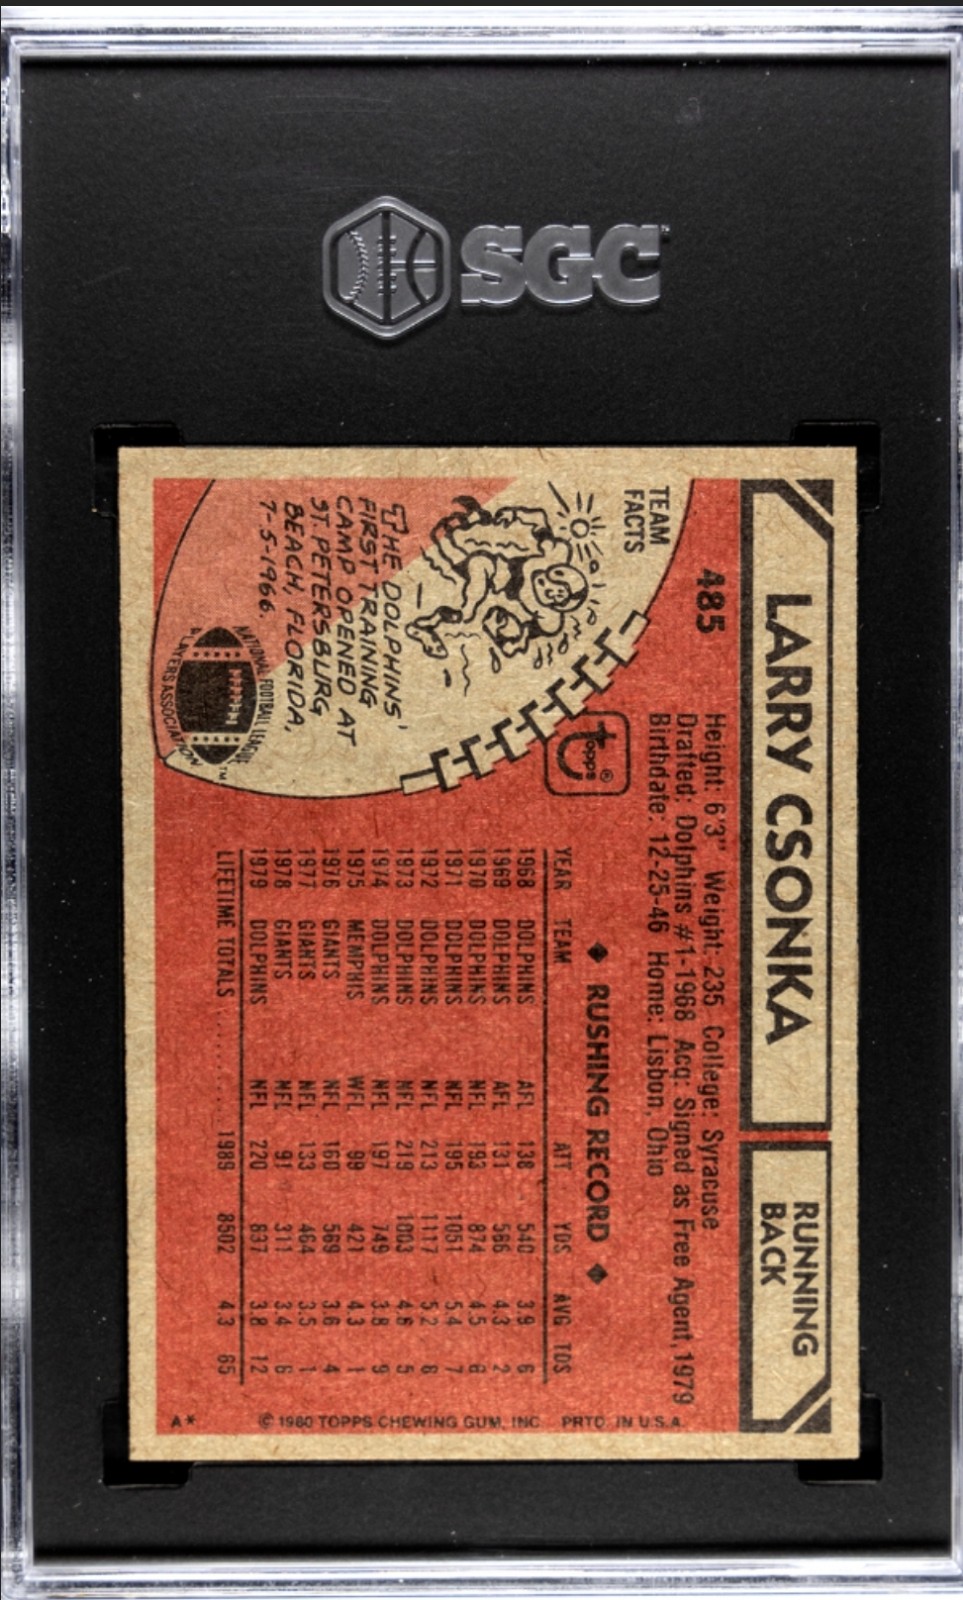 SGC
LARRY CSONKA
RUNNING
BACK
485
Height: 6'3" Weight: 235 College: Syracuse
Drafted: Dolphins #1-1968 Acq: Signed as Free Agent, 1979
Birthdate: 12-25-46 Home: Lisbon, Ohio
TEAM
FACTS
THE DOLPHINS'
FIRST TRAINING
CAMP OPENED AT
ST. PETERSBURG
BEACH, FLORIDA,
7-5-1966.
NATIONAL FOOTBALL LEAGUE
PLAYERS ASSOCIATION
TM
topps®
◆ RUSHING RECORD ◆
YEAR TEAM ATT YDS AVG TDS
1968 DOLPHINS AFL 138 540 3.9 6
1969 DOLPHINS AFL 131 566 4.3 2
1970 DOLPHINS NFL 193 874 4.5 6
1971 DOLPHINS NFL 195 1051 5.4 7
1972 DOLPHINS NFL 213 1117 5.2 8
1973 DOLPHINS NFL 219 1003 4.6 5
1974 DOLPHINS NFL 197 749 3.8 9
1975 MEMPHIS WFL 99 421 4.3 1
1976 GIANTS NFL 160 569 3.6 4
1977 GIANTS NFL 133 464 3.5 1
1978 GIANTS NFL 91 311 3.4 6
1979 DOLPHINS NFL 220 837 3.8 12
LIFETIME TOTALS .......... 1989 8502 4.3 65
A* © 1980 TOPPS CHEWING GUM, INC. PRTD. IN U.S.A.